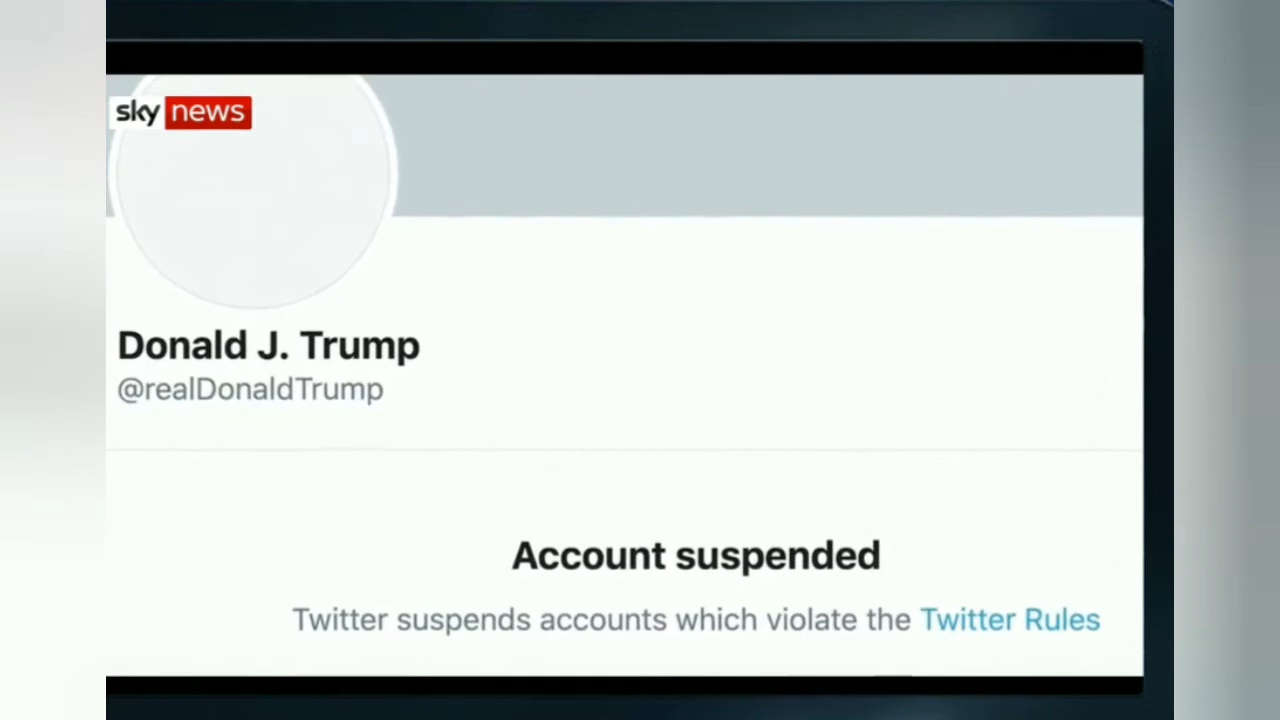 sky news
Donald J. Trump
@realDonaldTrump
Account suspended
Twitter suspends accounts which violate the Twitter Rules